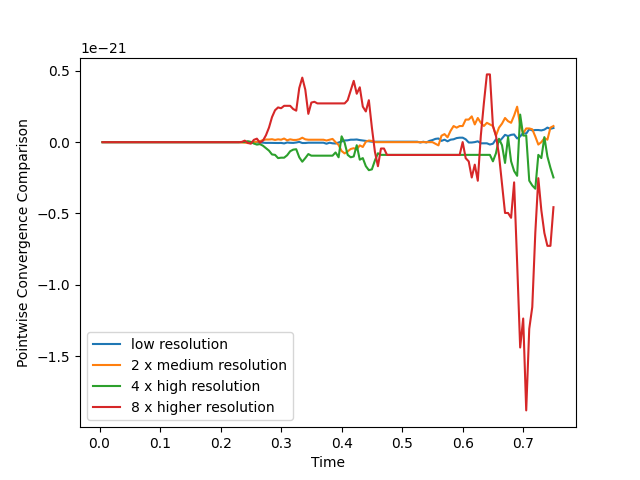 1e−21
0.5
0.0
−0.5
−1.0
−1.5
Pointwise Convergence Comparison
low resolution
2 x medium resolution
4 x high resolution
8 x higher resolution
0.0 0.1 0.2 0.3 0.4 0.5 0.6 0.7
Time